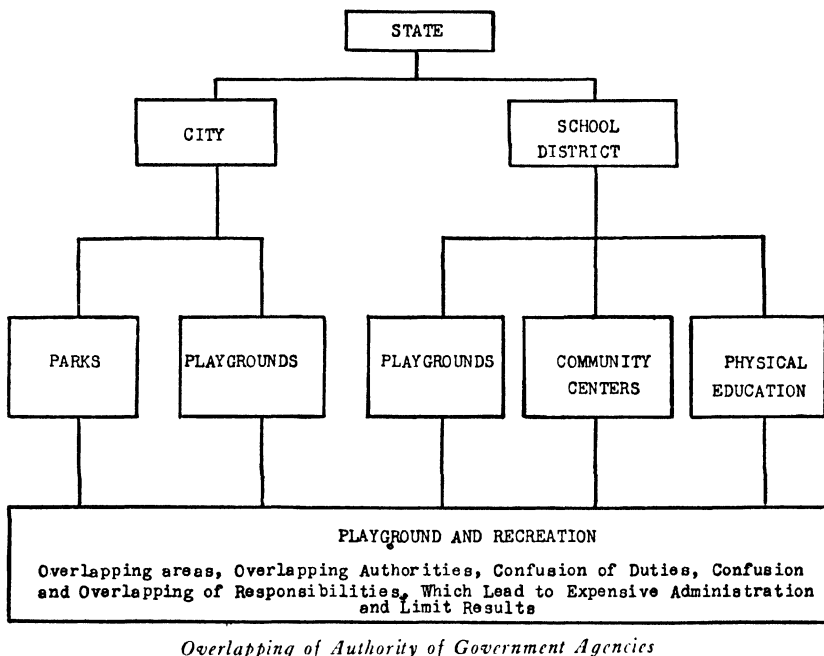 STATE
CITY
SCHOOL
DISTRICT
PARKS
PLAYGROUNDS
PLAYGROUNDS
COMMUNITY
CENTERS
PHYSICAL
EDUCATION
PLAYGROUND AND RECREATION
Overlapping areas, Overlapping Authorities, Confusion of Duties, Confusion
and Overlapping of Responsibilities, Which Lead to Expensive Administration
and Limit Results
Overlapping of Authority of Government Agencies